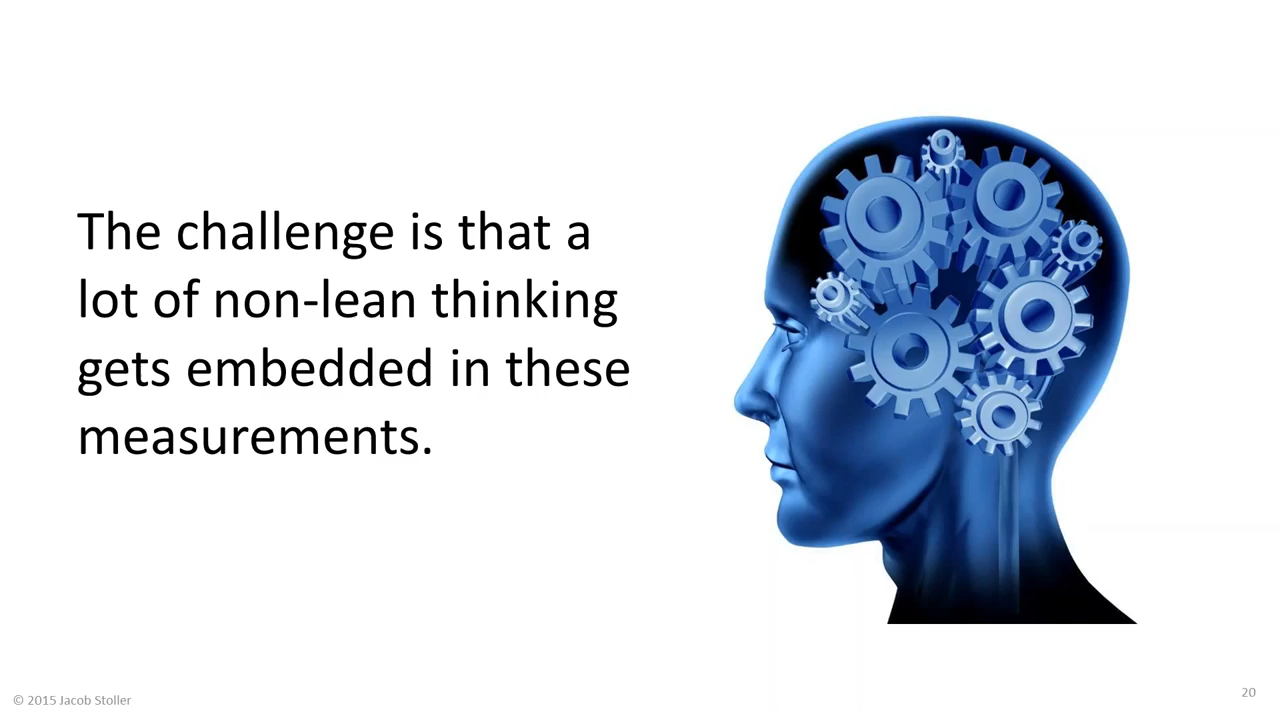 The challenge is that a
lot of non-lean thinking
gets embedded in these
measurements.
© 2015 Jacob Stoller
20